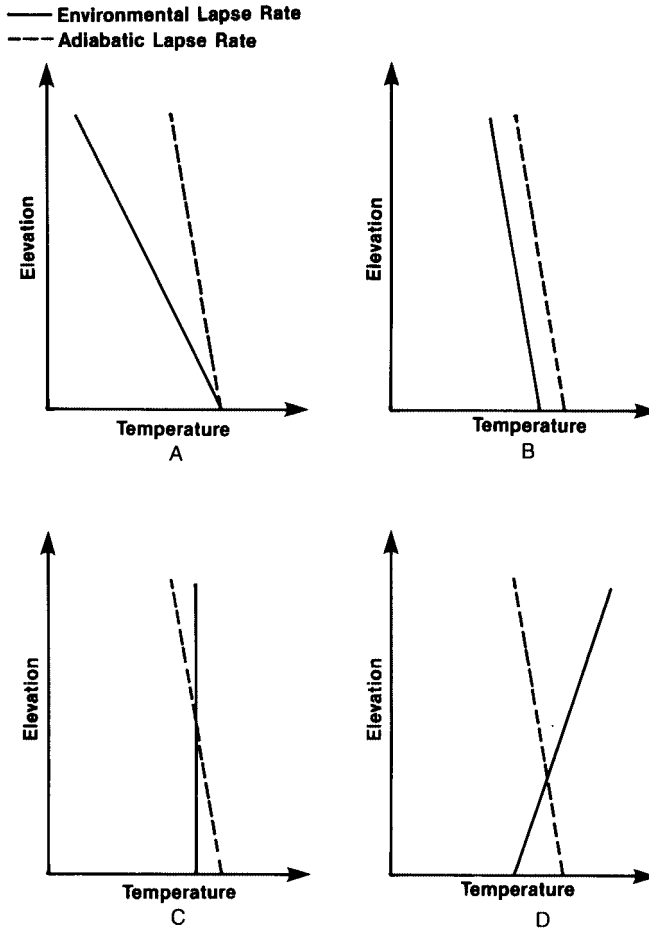 Environmental Lapse Rate
Adiabatic Lapse Rate
Elevation
Temperature
A
Elevation
Temperature
B
Elevation
Temperature
C
Elevation
Temperature
D